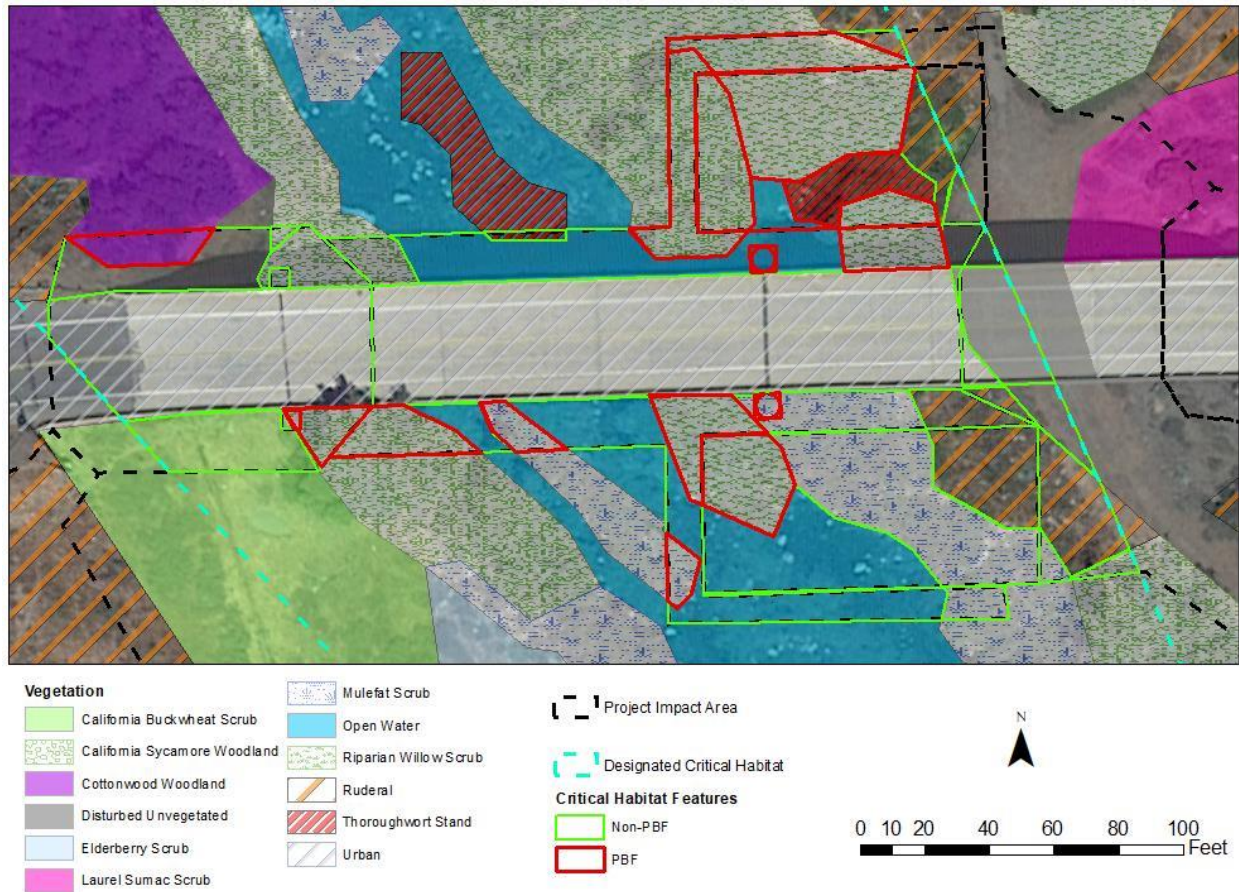 Vegetation
California Buckwheat Scrub
California Sycamore Woodland
Cottonwood Woodland
Disturbed Unvegetated
Elderberry Scrub
Laurel Sumac Scrub
Mulefat Scrub
Open Water
Riparian Willow Scrub
Ruderal
Thoroughwort Stand
Urban
Project Impact Area
Designated Critical Habitat
Critical Habitat Features
Non-PBF
PBF
N
0 10 20 40 60 80 100
Feet